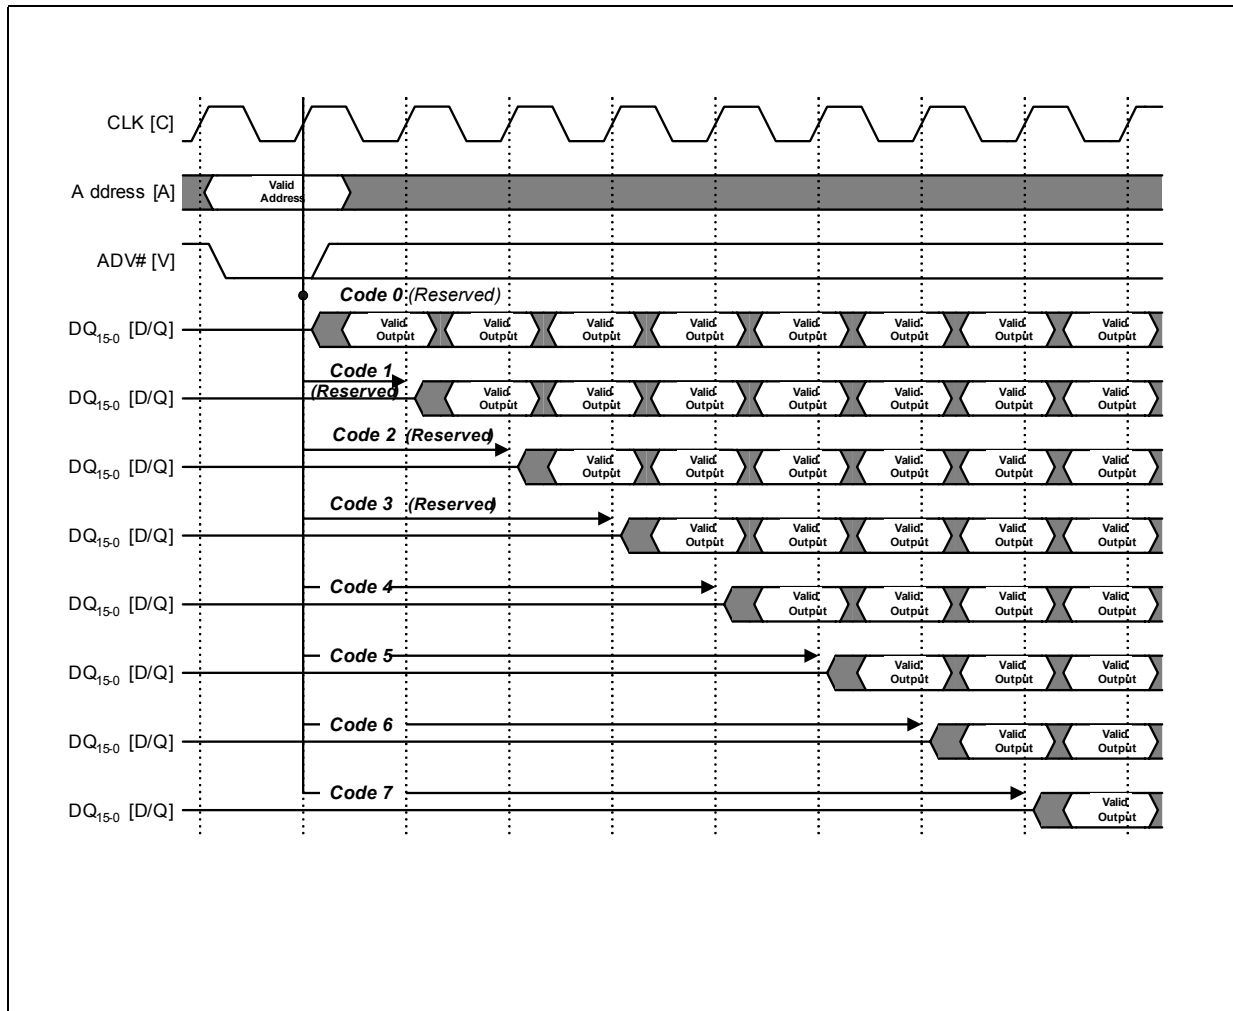 CLK [C]
A ddress [A]
Valid
Address
ADV# [V]
Code 0 (Reserved)
DQ15-0 [D/Q]
Valid Valid Valid Valid Valid Valid Valid Valid
Output Output Output Output Output Output Output Output
Code 1
(Reserved)
DQ15-0 [D/Q]
Valid Valid Valid Valid Valid Valid Valid
Output Output Output Output Output Output Output
Code 2 (Reserved)
DQ15-0 [D/Q]
Valid Valid Valid Valid Valid Valid
Output Output Output Output Output Output
Code 3 (Reserved)
DQ15-0 [D/Q]
Valid Valid Valid Valid Valid
Output Output Output Output Output
Code 4
DQ15-0 [D/Q]
Valid Valid Valid Valid
Output Output Output Output
Code 5
DQ15-0 [D/Q]
Valid Valid Valid
Output Output Output
Code 6
DQ15-0 [D/Q]
Valid Valid
Output Output
Code 7
DQ15-0 [D/Q]
Valid
Output